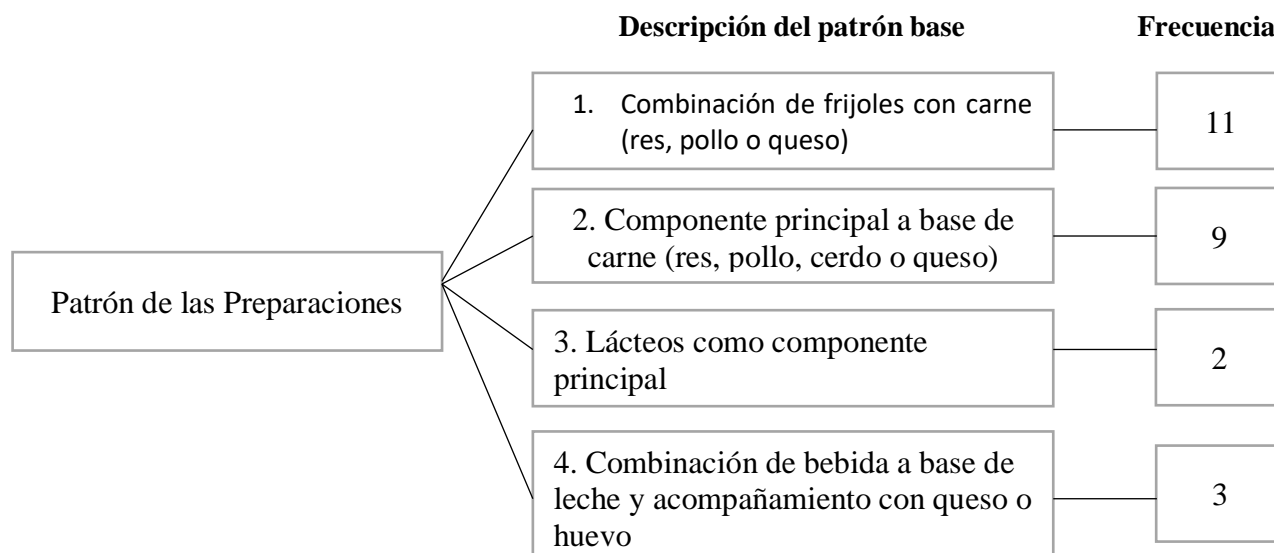 Descripción del patrón base
Frecuencia
1. Combinación de frijoles con carne
(res, pollo o queso)
11
2. Componente principal a base de
carne (res, pollo, cerdo o queso)
9
Patrón de las Preparaciones
3. Lácteos como componente
principal
2
4. Combinación de bebida a base de
leche y acompañamiento con queso o
huevo
3